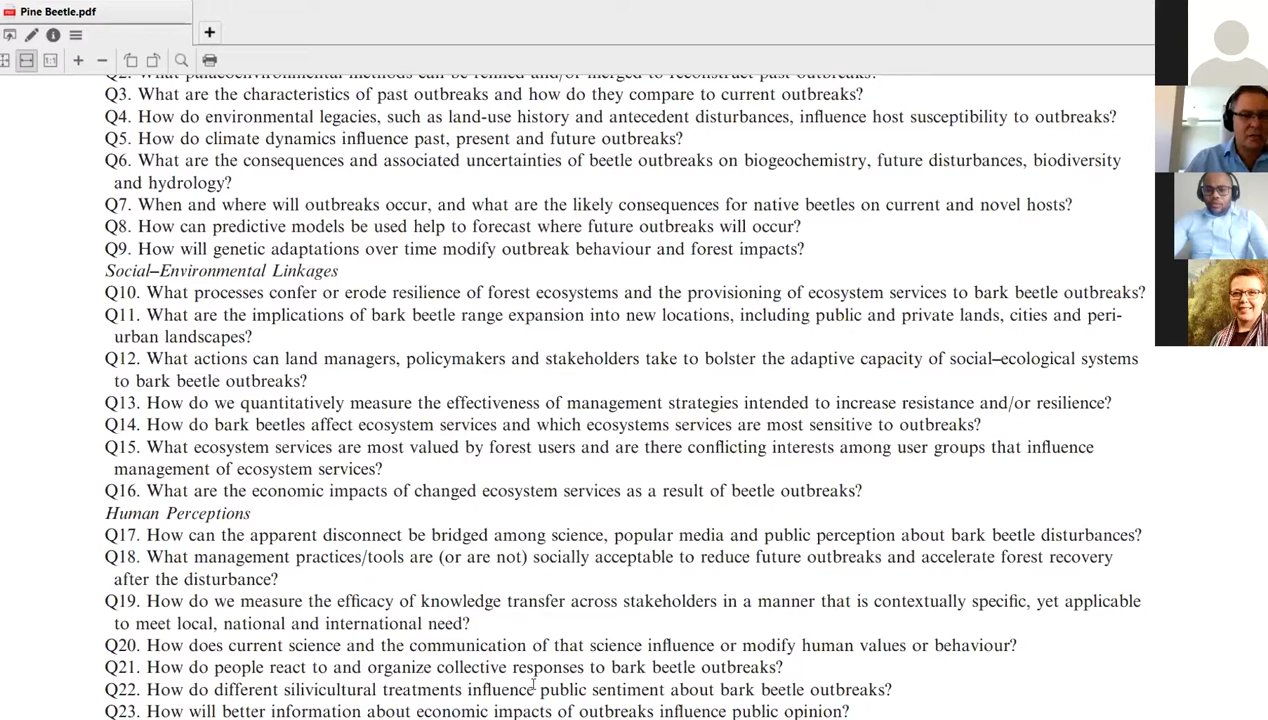 Pine Beetle.pdf
+
1:1
Q2. What palaeoenvironmental methods can be refined and/or merged to reconstruct past outbreaks?
Q3. What are the characteristics of past outbreaks and how do they compare to current outbreaks?
Q4. How do environmental legacies, such as land-use history and antecedent disturbances, influence host susceptibility to outbreaks?
Q5. How do climate dynamics influence past, present and future outbreaks?
Q6. What are the consequences and associated uncertainties of beetle outbreaks on biogeochemistry, future disturbances, biodiversity
and hydrology?
Q7. When and where will outbreaks occur, and what are the likely consequences for native beetles on current and novel hosts?
Q8. How can predictive models be used help to forecast where future outbreaks will occur?
Q9. How will genetic adaptations over time modify outbreak behaviour and forest impacts?
Social–Environmental Linkages
Q10. What processes confer or erode resilience of forest ecosystems and the provisioning of ecosystem services to bark beetle outbreaks?
Q11. What are the implications of bark beetle range expansion into new locations, including public and private lands, cities and peri-
urban landscapes?
Q12. What actions can land managers, policymakers and stakeholders take to bolster the adaptive capacity of social–ecological systems
to bark beetle outbreaks?
Q13. How do we quantitatively measure the effectiveness of management strategies intended to increase resistance and/or resilience?
Q14. How do bark beetles affect ecosystem services and which ecosystems services are most sensitive to outbreaks?
Q15. What ecosystem services are most valued by forest users and are there conflicting interests among user groups that influence
management of ecosystem services?
Q16. What are the economic impacts of changed ecosystem services as a result of beetle outbreaks?
Human Perceptions
Q17. How can the apparent disconnect be bridged among science, popular media and public perception about bark beetle disturbances?
Q18. What management practices/tools are (or are not) socially acceptable to reduce future outbreaks and accelerate forest recovery
after the disturbance?
Q19. How do we measure the efficacy of knowledge transfer across stakeholders in a manner that is contextually specific, yet applicable
to meet local, national and international need?
Q20. How does current science and the communication of that science influence or modify human values or behaviour?
Q21. How do people react to and organize collective responses to bark beetle outbreaks?
Q22. How do different silivicultural treatments influence public sentiment about bark beetle outbreaks?
Q23. How will better information about economic impacts of outbreaks influence public opinion?